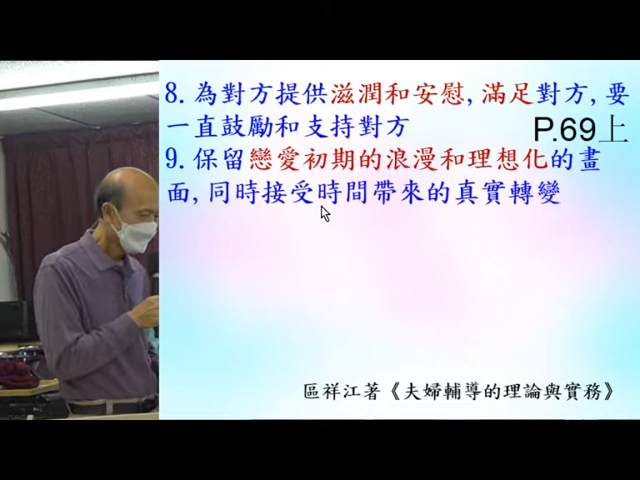 8. 為對方提供滋潤和安慰, 滿足對方, 要
一直鼓勵和支持對方
P.69上
9. 保留戀愛初期的浪漫和理想化的畫
面, 同時接受時間帶來的真實轉變
區祥江著《夫婦輔導的理論與實務》